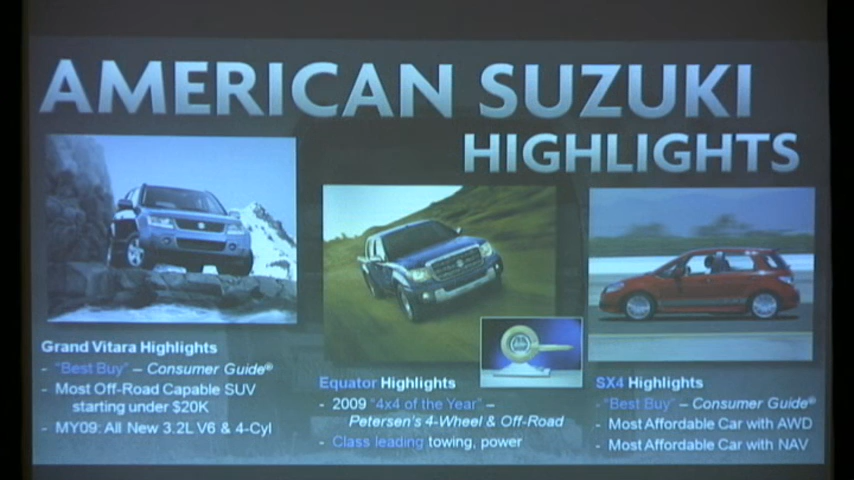 AMERICAN SUZUKI
HIGHLIGHTS
Grand Vitara Highlights
- "Best Buy" – Consumer Guide®
- Most Off-Road Capable SUV
starting under $20K
- MY09: All New 3.2L V6 & 4-Cyl
Equator Highlights
- 2009 "4x4 of the Year" –
Petersen's 4-Wheel & Off-Road
- Class leading towing, power
SX4 Highlights
- "Best Buy" – Consumer Guide®
- Most Affordable Car with AWD
- Most Affordable Car with NAV